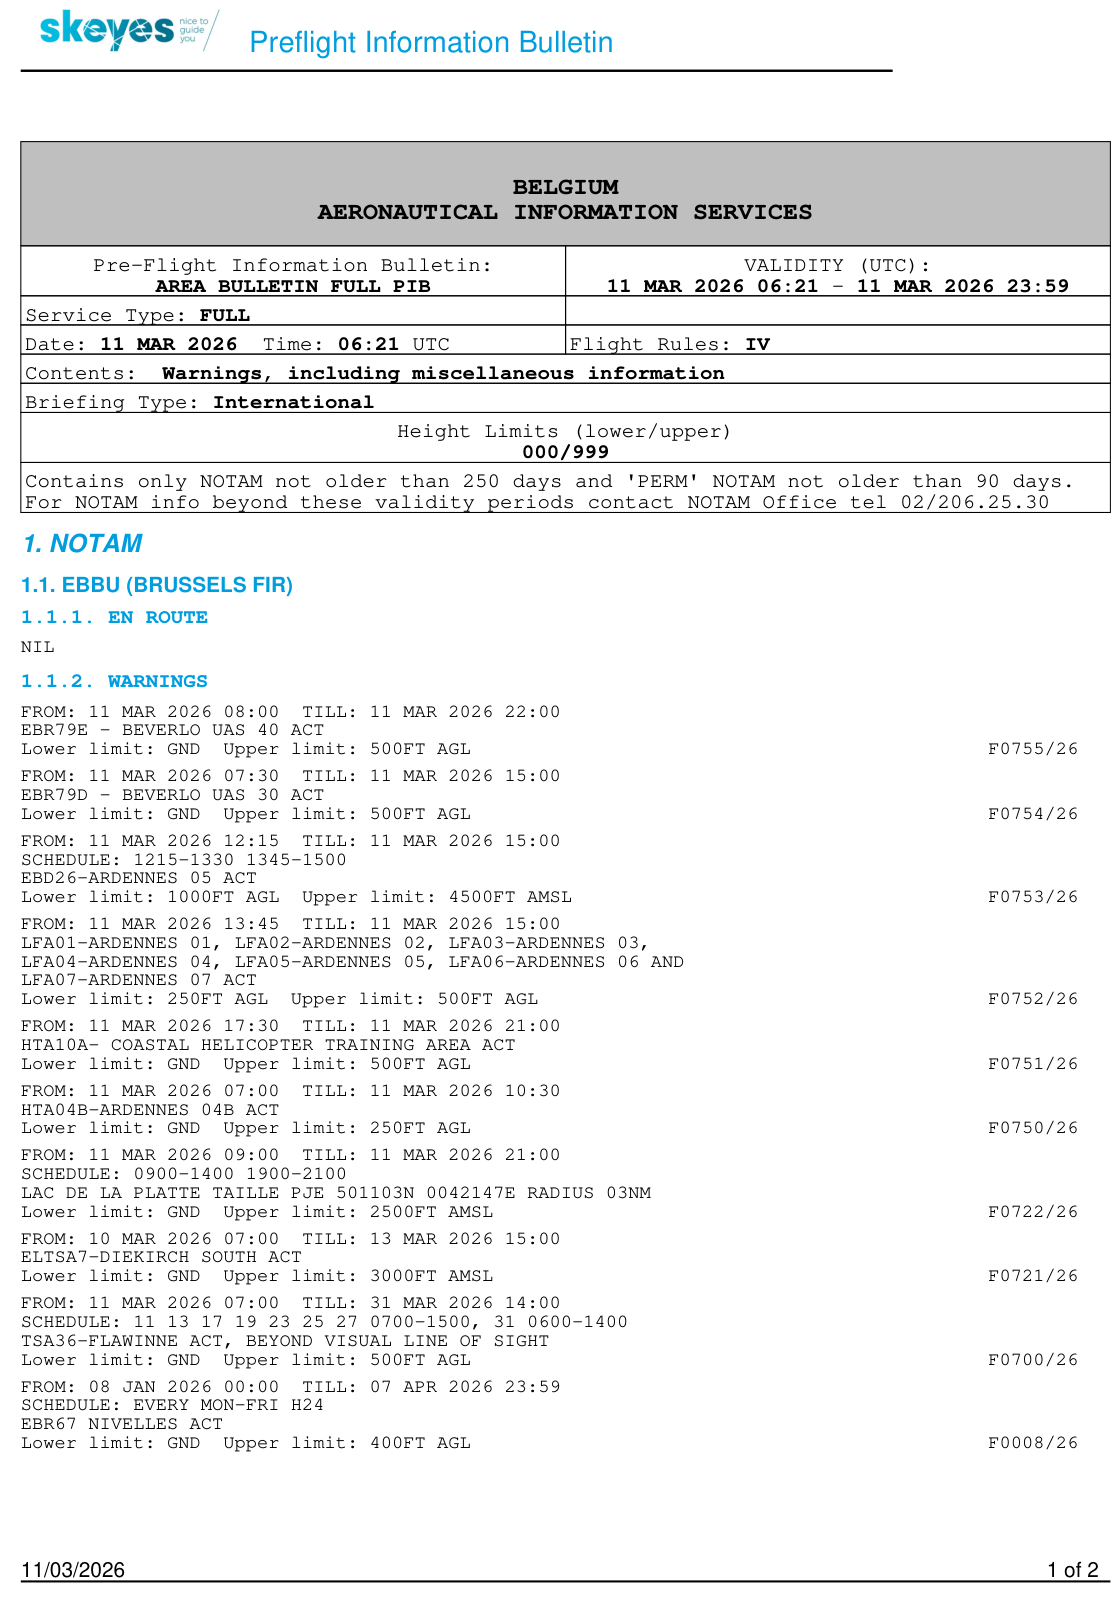 skeyes nice to guide you
Preflight Information Bulletin
BELGIUM
AERONAUTICAL INFORMATION SERVICES
Pre-Flight Information Bulletin:
AREA BULLETIN FULL PIB
VALIDITY (UTC):
11 MAR 2026 06:21 - 11 MAR 2026 23:59
Service Type: FULL
Date: 11 MAR 2026  Time: 06:21 UTC
Flight Rules: IV
Contents:  Warnings, including miscellaneous information
Briefing Type: International
Height Limits (lower/upper)
000/999
Contains only NOTAM not older than 250 days and 'PERM' NOTAM not older than 90 days.
For NOTAM info beyond these validity periods contact NOTAM Office tel 02/206.25.30
1. NOTAM
1.1. EBBU (BRUSSELS FIR)
1.1.1. EN ROUTE
NIL
1.1.2. WARNINGS
FROM: 11 MAR 2026 08:00  TILL: 11 MAR 2026 22:00
EBR79E - BEVERLO UAS 40 ACT
Lower limit: GND  Upper limit: 500FT AGL F0755/26
FROM: 11 MAR 2026 07:30  TILL: 11 MAR 2026 15:00
EBR79D - BEVERLO UAS 30 ACT
Lower limit: GND  Upper limit: 500FT AGL F0754/26
FROM: 11 MAR 2026 12:15  TILL: 11 MAR 2026 15:00
SCHEDULE: 1215-1330 1345-1500
EBD26-ARDENNES 05 ACT
Lower limit: 1000FT AGL  Upper limit: 4500FT AMSL F0753/26
FROM: 11 MAR 2026 13:45  TILL: 11 MAR 2026 15:00
LFA01-ARDENNES 01, LFA02-ARDENNES 02, LFA03-ARDENNES 03,
LFA04-ARDENNES 04, LFA05-ARDENNES 05, LFA06-ARDENNES 06 AND
LFA07-ARDENNES 07 ACT
Lower limit: 250FT AGL  Upper limit: 500FT AGL F0752/26
FROM: 11 MAR 2026 17:30  TILL: 11 MAR 2026 21:00
HTA10A- COASTAL HELICOPTER TRAINING AREA ACT
Lower limit: GND  Upper limit: 500FT AGL F0751/26
FROM: 11 MAR 2026 07:00  TILL: 11 MAR 2026 10:30
HTA04B-ARDENNES 04B ACT
Lower limit: GND  Upper limit: 250FT AGL F0750/26
FROM: 11 MAR 2026 09:00  TILL: 11 MAR 2026 21:00
SCHEDULE: 0900-1400 1900-2100
LAC DE LA PLATTE TAILLE PJE 501103N 0042147E RADIUS 03NM
Lower limit: GND  Upper limit: 2500FT AMSL F0722/26
FROM: 10 MAR 2026 07:00  TILL: 13 MAR 2026 15:00
ELTSA7-DIEKIRCH SOUTH ACT
Lower limit: GND  Upper limit: 3000FT AMSL F0721/26
FROM: 11 MAR 2026 07:00  TILL: 31 MAR 2026 14:00
SCHEDULE: 11 13 17 19 23 25 27 0700-1500, 31 0600-1400
TSA36-FLAWINNE ACT, BEYOND VISUAL LINE OF SIGHT
Lower limit: GND  Upper limit: 500FT AGL F0700/26
FROM: 08 JAN 2026 00:00  TILL: 07 APR 2026 23:59
SCHEDULE: EVERY MON-FRI H24
EBR67 NIVELLES ACT
Lower limit: GND  Upper limit: 400FT AGL F0008/26
11/03/2026 1 of 2